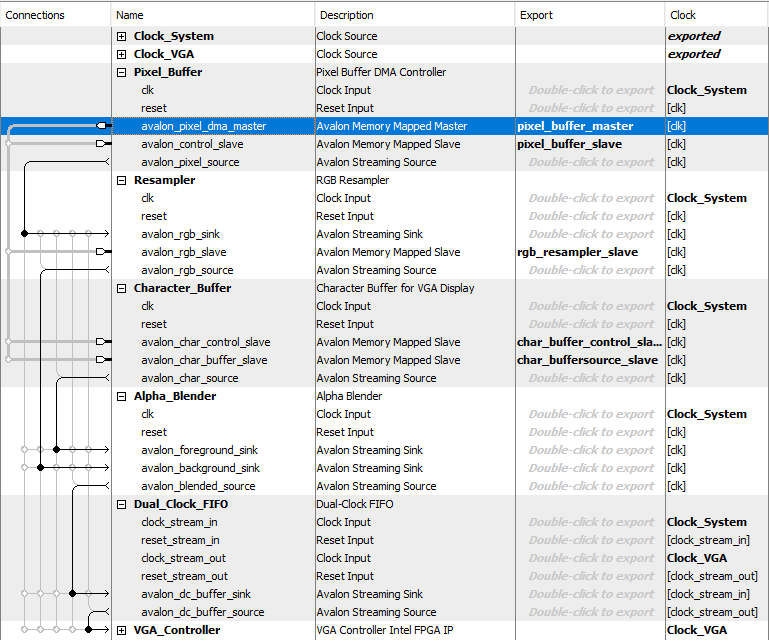 Connections Name Description Export Clock
Clock_System Clock Source exported
Clock_VGA Clock Source exported
Pixel_Buffer Pixel Buffer DMA Controller
clk Clock Input Double-click to export Clock_System
reset Reset Input Double-click to export [clk]
avalon_pixel_dma_master Avalon Memory Mapped Master pixel_buffer_master [clk]
avalon_control_slave Avalon Memory Mapped Slave pixel_buffer_slave [clk]
avalon_pixel_source Avalon Streaming Source Double-click to export [clk]
Resampler RGB Resampler
clk Clock Input Double-click to export Clock_System
reset Reset Input Double-click to export [clk]
avalon_rgb_sink Avalon Streaming Sink Double-click to export [clk]
avalon_rgb_slave Avalon Memory Mapped Slave rgb_resampler_slave [clk]
avalon_rgb_source Avalon Streaming Source Double-click to export [clk]
Character_Buffer Character Buffer for VGA Display
clk Clock Input Double-click to export Clock_System
reset Reset Input Double-click to export [clk]
avalon_char_control_slave Avalon Memory Mapped Slave char_buffer_control_sla... [clk]
avalon_char_buffer_slave Avalon Memory Mapped Slave char_buffersource_slave [clk]
avalon_char_source Avalon Streaming Source Double-click to export [clk]
Alpha_Blender Alpha Blender
clk Clock Input Double-click to export Clock_System
reset Reset Input Double-click to export [clk]
avalon_foreground_sink Avalon Streaming Sink Double-click to export [clk]
avalon_background_sink Avalon Streaming Sink Double-click to export [clk]
avalon_blended_source Avalon Streaming Source Double-click to export [clk]
Dual_Clock_FIFO Dual-Clock FIFO
clock_stream_in Clock Input Double-click to export Clock_System
reset_stream_in Reset Input Double-click to export [clock_stream_in]
clock_stream_out Clock Input Double-click to export Clock_VGA
reset_stream_out Reset Input Double-click to export [clock_stream_out]
avalon_dc_buffer_sink Avalon Streaming Sink Double-click to export [clock_stream_in]
avalon_dc_buffer_source Avalon Streaming Source Double-click to export [clock_stream_out]
VGA_Controller VGA Controller Intel FPGA IP Clock_VGA